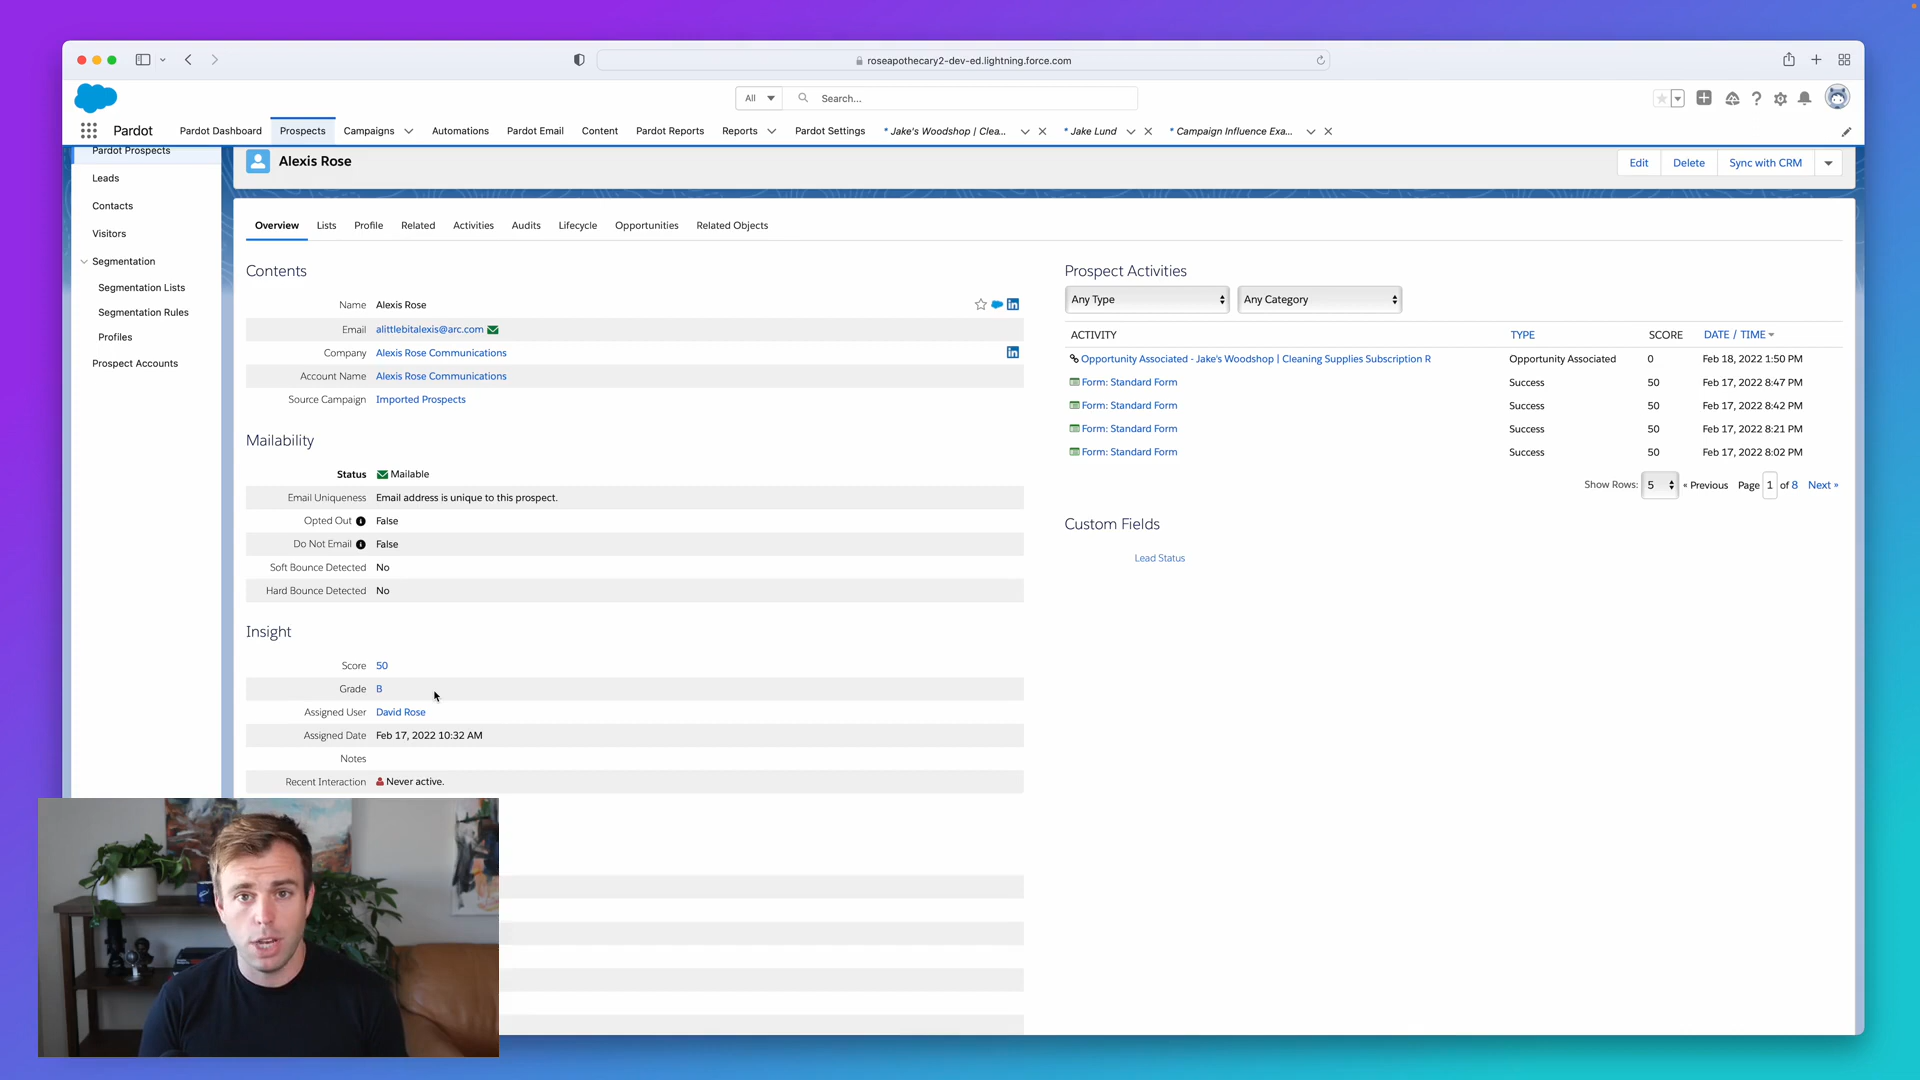 roseapothecary2-dev-ed.lightning.force.com
All Search...
Pardot Pardot Dashboard Prospects Campaigns Automations Pardot Email Content Pardot Reports Reports Pardot Settings * Jake's Woodshop | Clea... * Jake Lund * Campaign Influence Exa...
Pardot Prospects
Leads
Contacts
Visitors
Segmentation
Segmentation Lists
Segmentation Rules
Profiles
Prospect Accounts
Alexis Rose
Edit Delete Sync with CRM
Overview Lists Profile Related Activities Audits Lifecycle Opportunities Related Objects
Contents
Name Alexis Rose
Email alittlebitalexis@arc.com
Company Alexis Rose Communications
Account Name Alexis Rose Communications
Source Campaign Imported Prospects
Mailability
Status Mailable
Email Uniqueness Email address is unique to this prospect.
Opted Out False
Do Not Email False
Soft Bounce Detected No
Hard Bounce Detected No
Insight
Score 50
Grade B
Assigned User David Rose
Assigned Date Feb 17, 2022 10:32 AM
Notes
Recent Interaction Never active.
Prospect Activities
Any Type Any Category
ACTIVITY TYPE SCORE DATE / TIME
Opportunity Associated - Jake's Woodshop | Cleaning Supplies Subscription R Opportunity Associated 0 Feb 18, 2022 1:50 PM
Form: Standard Form Success 50 Feb 17, 2022 8:47 PM
Form: Standard Form Success 50 Feb 17, 2022 8:42 PM
Form: Standard Form Success 50 Feb 17, 2022 8:21 PM
Form: Standard Form Success 50 Feb 17, 2022 8:02 PM
Show Rows: 5 « Previous Page 1 of 8 Next »
Custom Fields
Lead Status